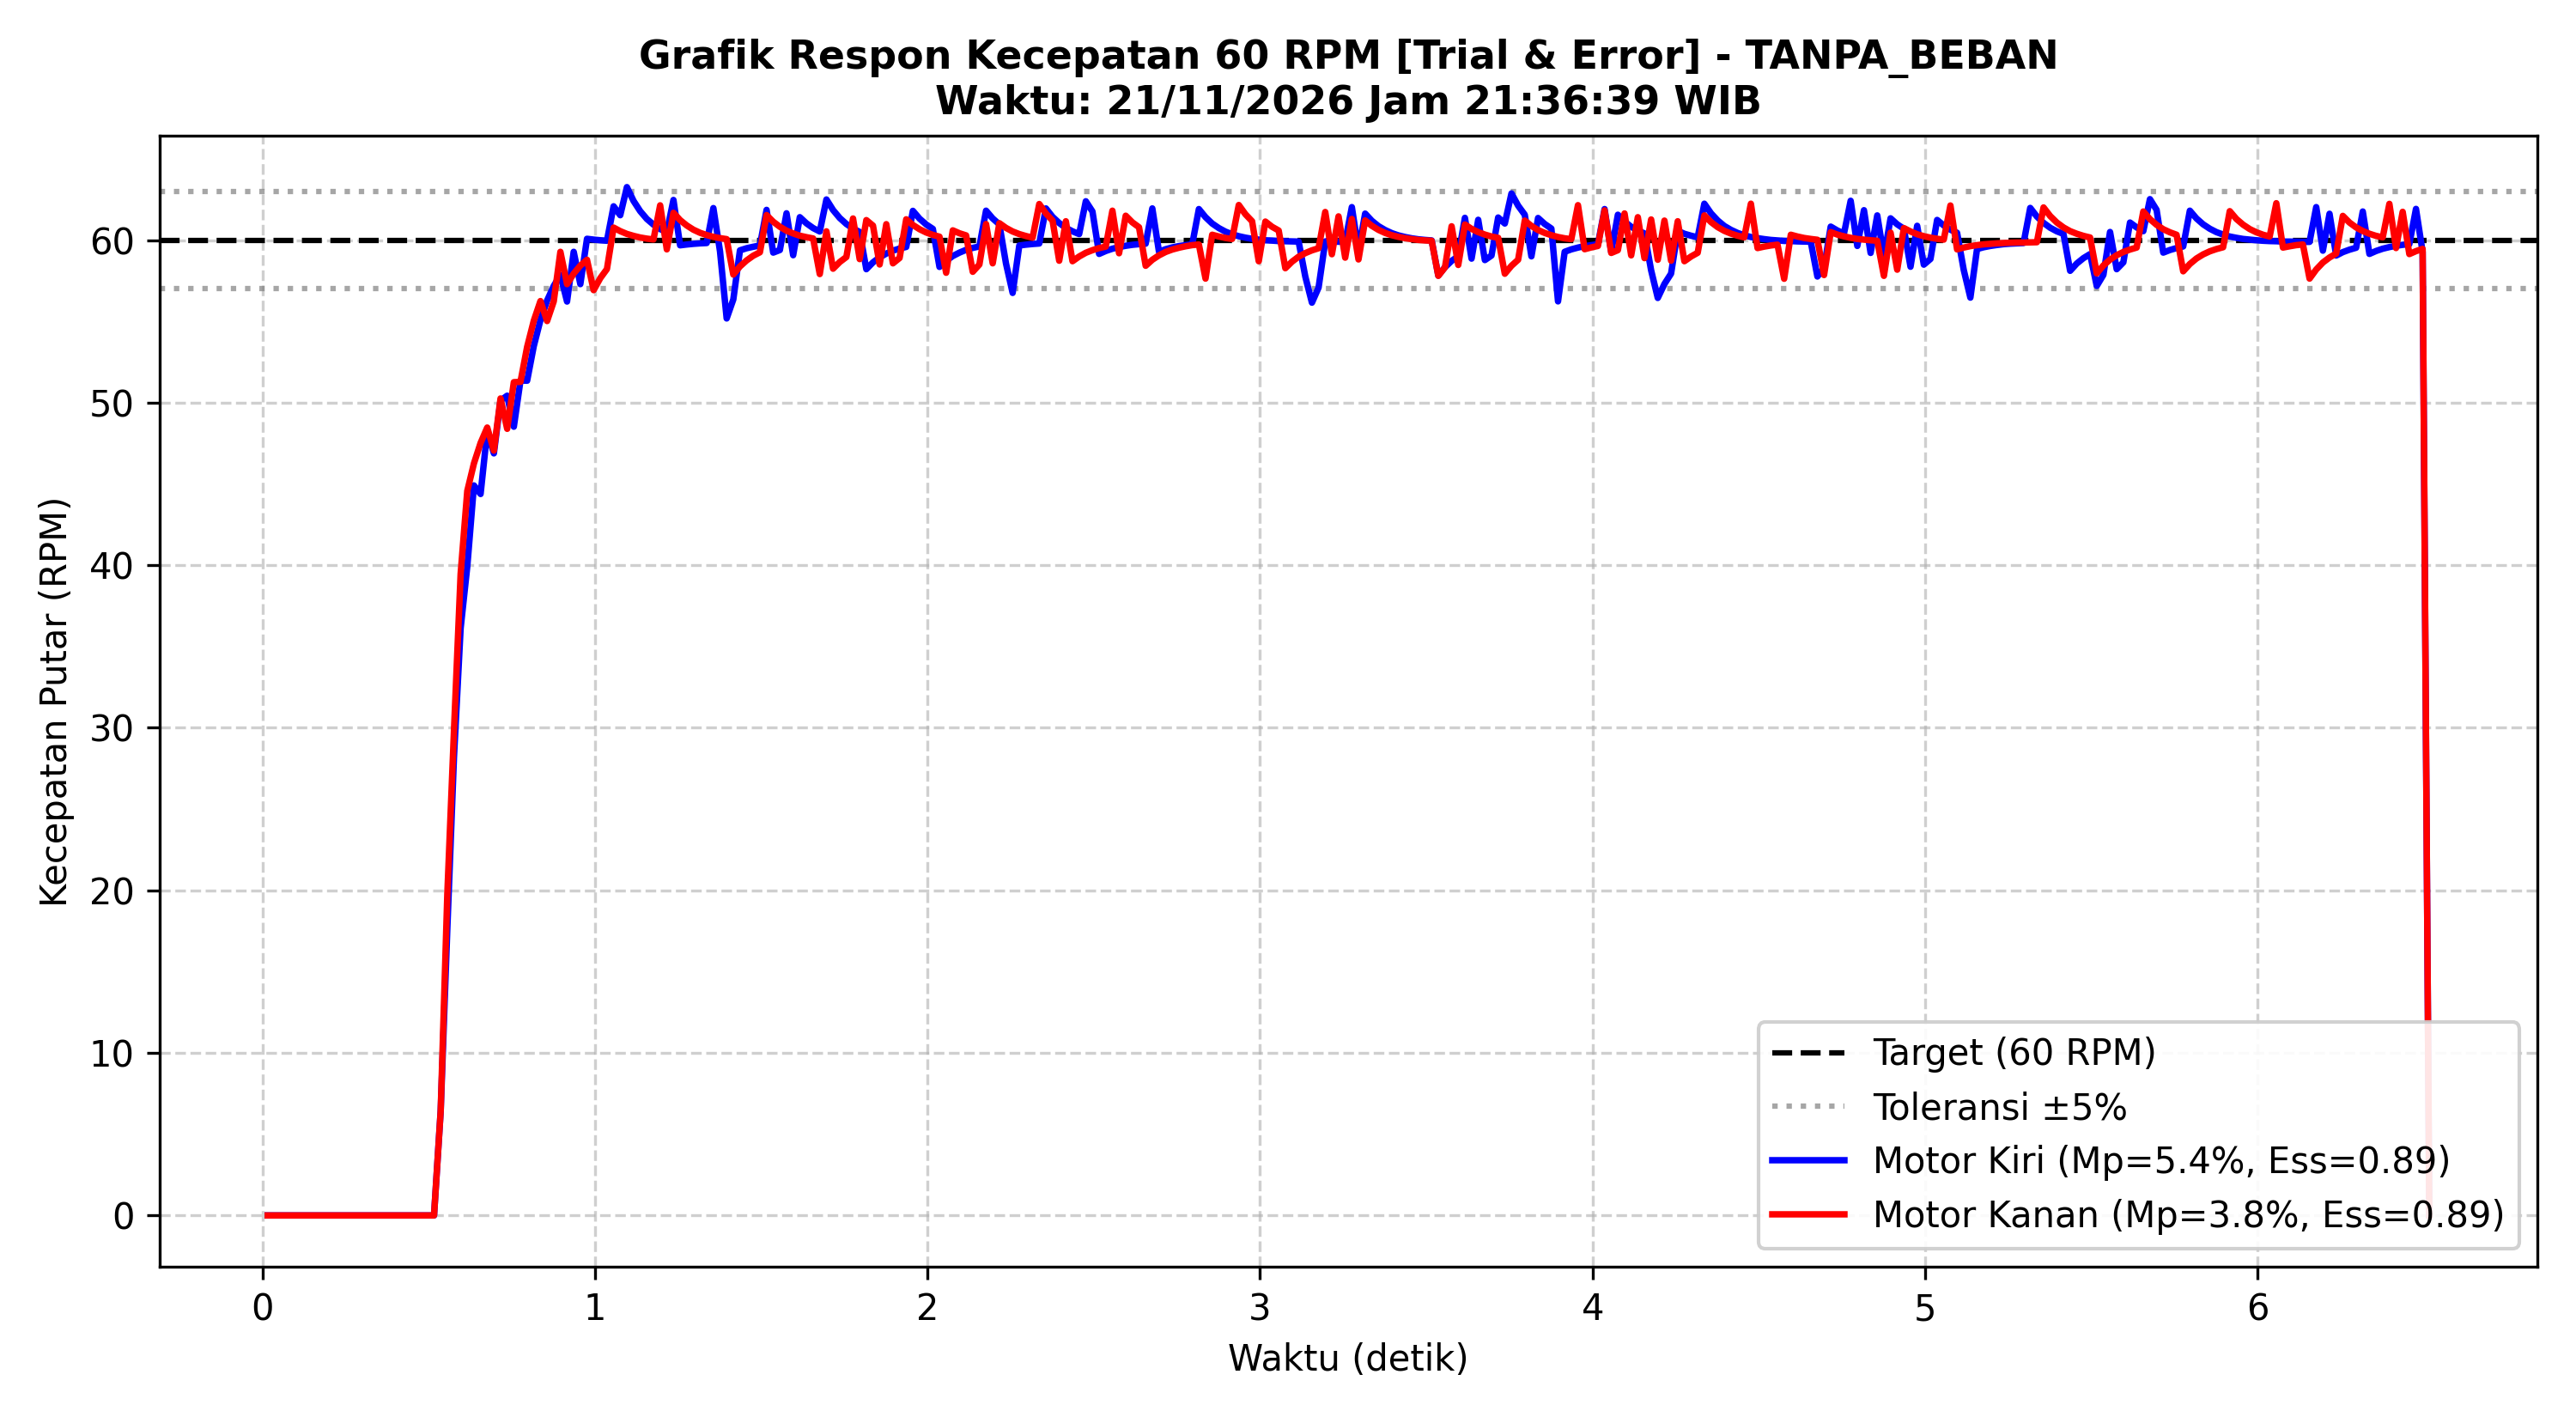 Grafik Respon Kecepatan 60 RPM [Trial & Error] - TANPA_BEBAN
Waktu: 21/11/2026 Jam 21:36:39 WIB
Kecepatan Putar (RPM)
60
50
40
30
20
10
0
Target (60 RPM)
Toleransi ±5%
Motor Kiri (Mp=5.4%, Ess=0.89)
Motor Kanan (Mp=3.8%, Ess=0.89)
0 1 2 3 4 5 6
Waktu (detik)